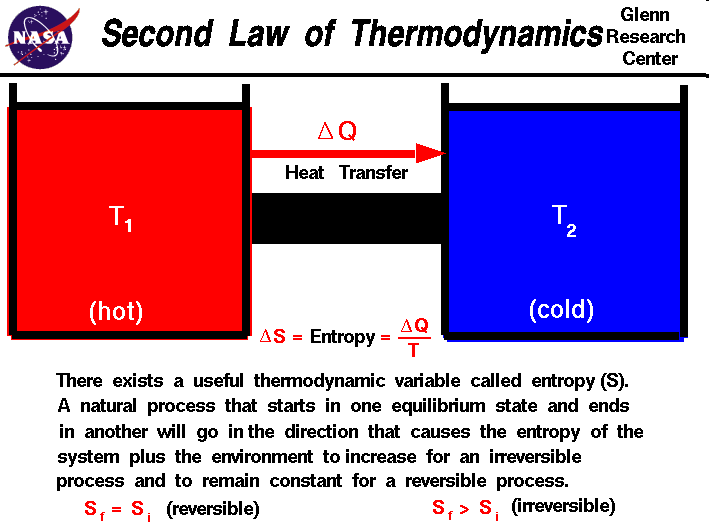 NASA
Second Law of Thermodynamics
Glenn
Research
Center
Δ Q
Heat Transfer
T1
T2
(hot)
(cold)
ΔS = Entropy = ΔQ
T
There exists a useful thermodynamic variable called entropy (S).
A natural process that starts in one equilibrium state and ends
in another will go in the direction that causes the entropy of the
system plus the environment to increase for an irreversible
process and to remain constant for a reversible process.
Sf = Si (reversible)
Sf > Si (irreversible)